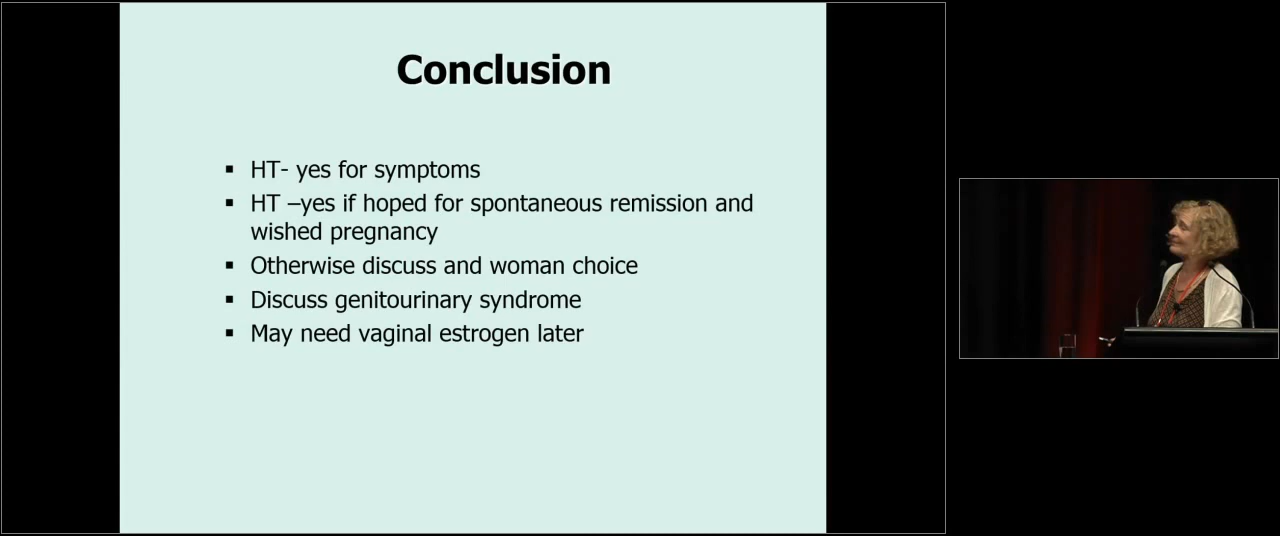 Conclusion
▪ HT- yes for symptoms
▪ HT –yes if hoped for spontaneous remission and
wished pregnancy
▪ Otherwise discuss and woman choice
▪ Discuss genitourinary syndrome
▪ May need vaginal estrogen later